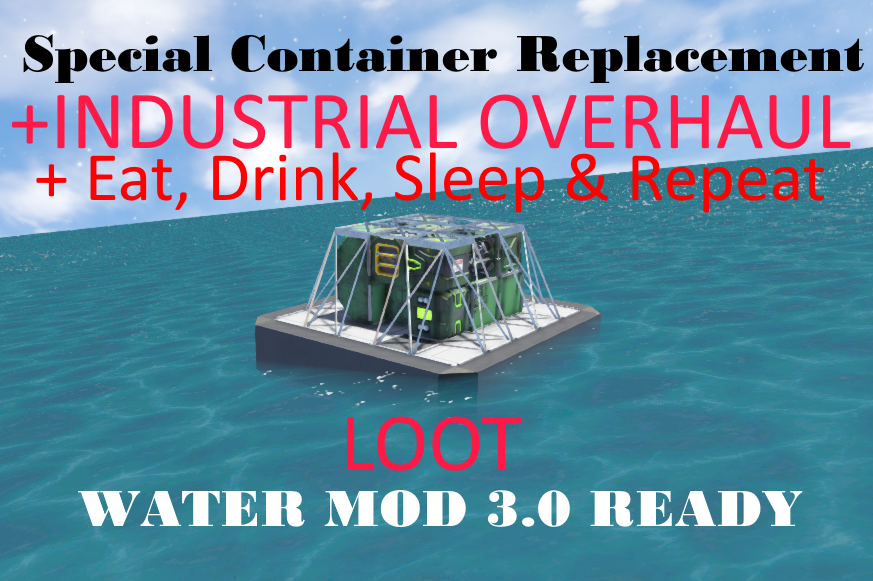 Special Container Replacement
+INDUSTRIAL OVERHAUL
+ Eat, Drink, Sleep & Repeat
LOOT
WATER MOD 3.0 READY